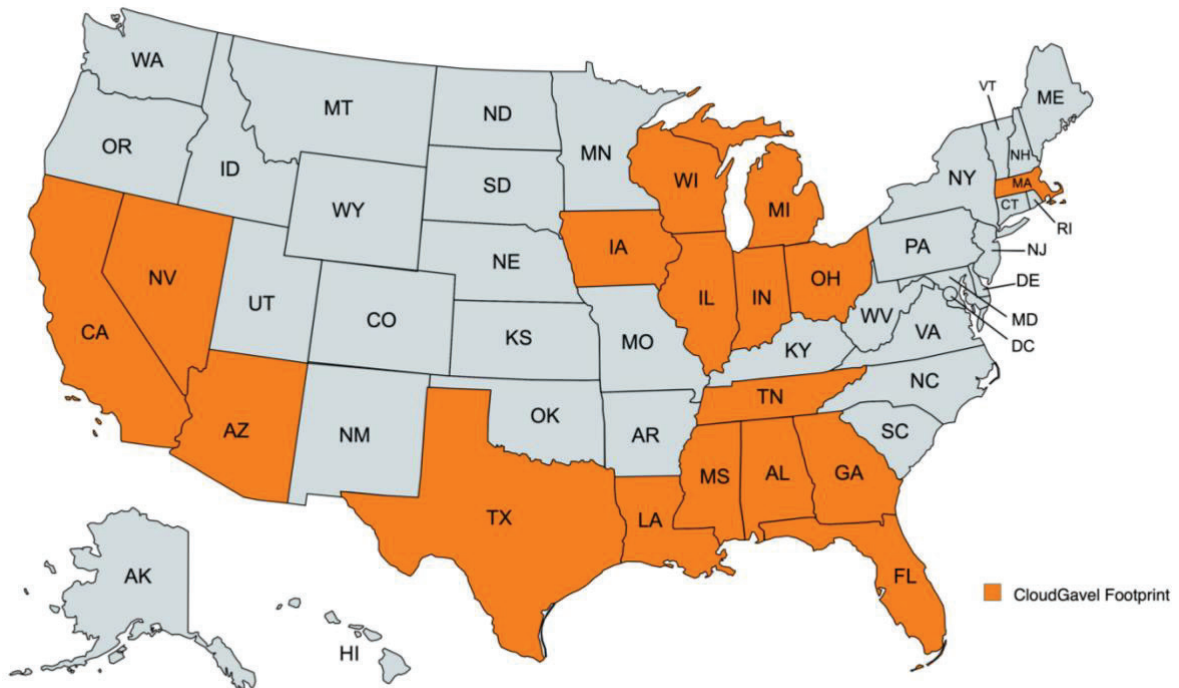 WA
MT
ND
MN
VT
ME
OR
ID
SD
WI
NY
NH
MA
WY
MI
CT
RI
NE
IA
PA
NJ
NV
UT
CO
IL
IN
OH
DE
CA
KS
MO
WV
VA
MD
DC
KY
NC
AZ
NM
OK
AR
TN
SC
TX
LA
MS
AL
GA
AK
FL
CloudGavel Footprint
HI